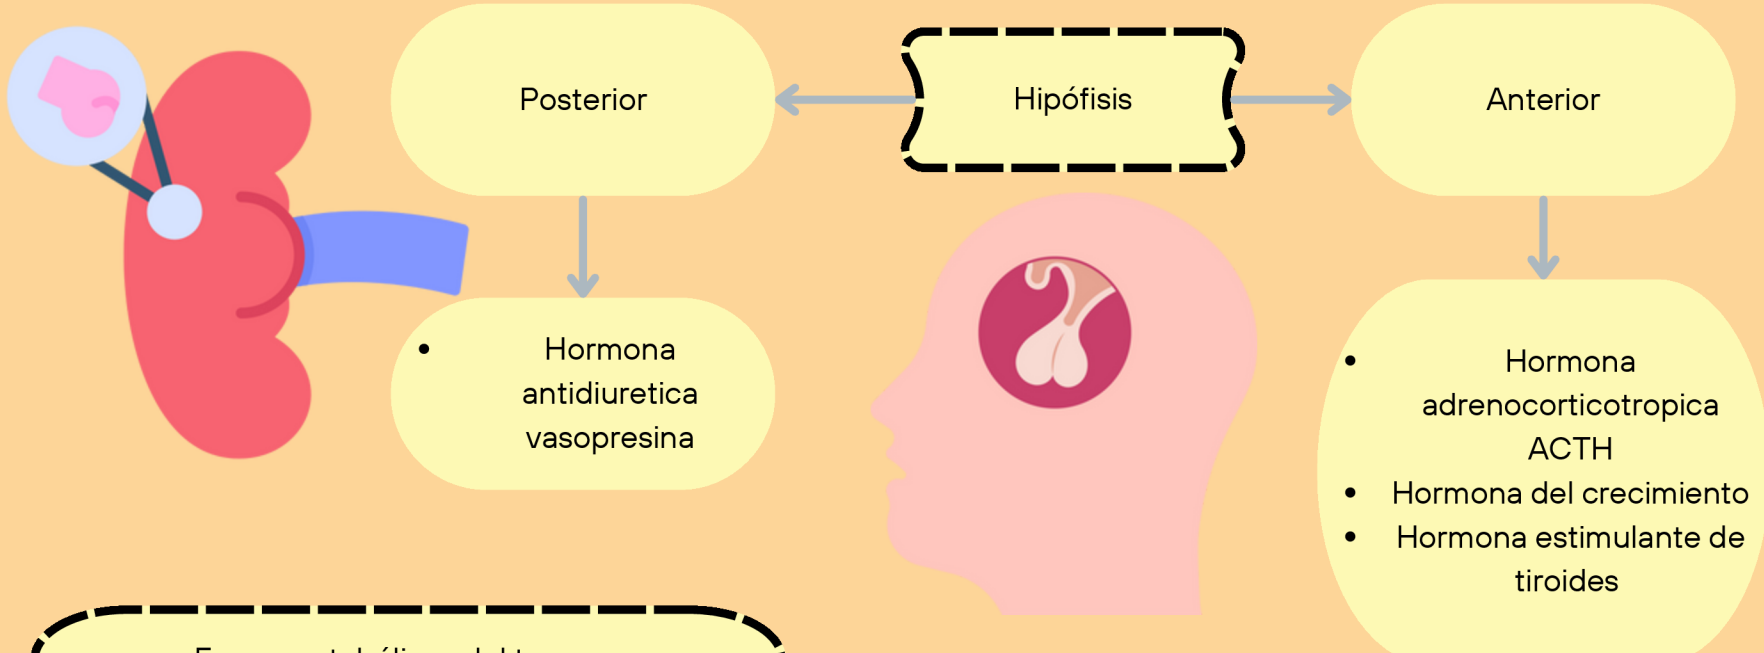 Posterior
Hipófisis
Anterior
• Hormona
antidiuretica
vasopresina
• Hormona
adrenocorticotropica
ACTH
• Hormona del crecimiento
• Hormona estimulante de
tiroides